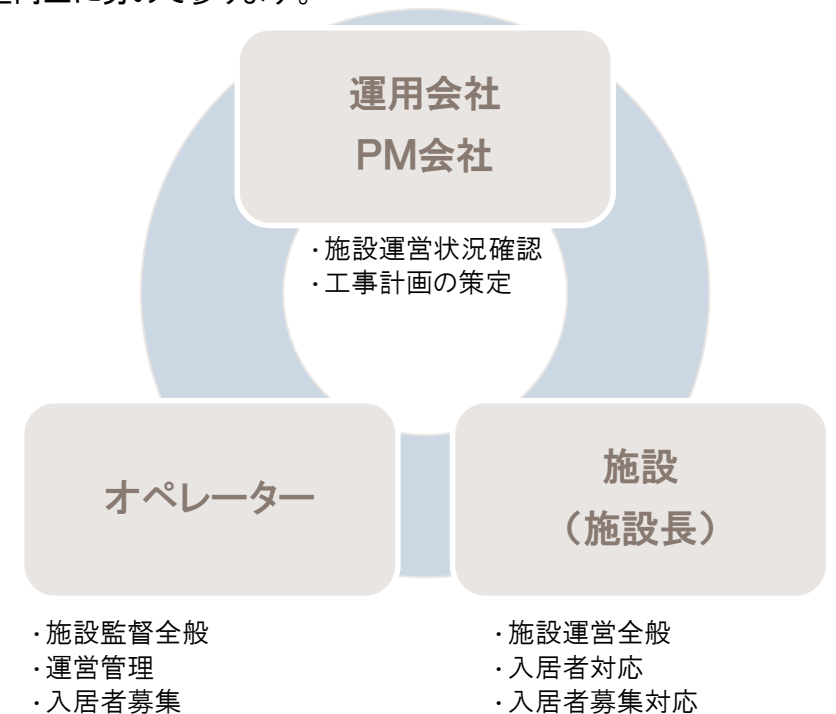 運用会社
PM会社
・施設運営状況確認
・工事計画の策定
オペレーター
施設
（施設長）
・施設監督全般
・運営管理
・入居者募集
・施設運営全般
・入居者対応
・入居者募集対応